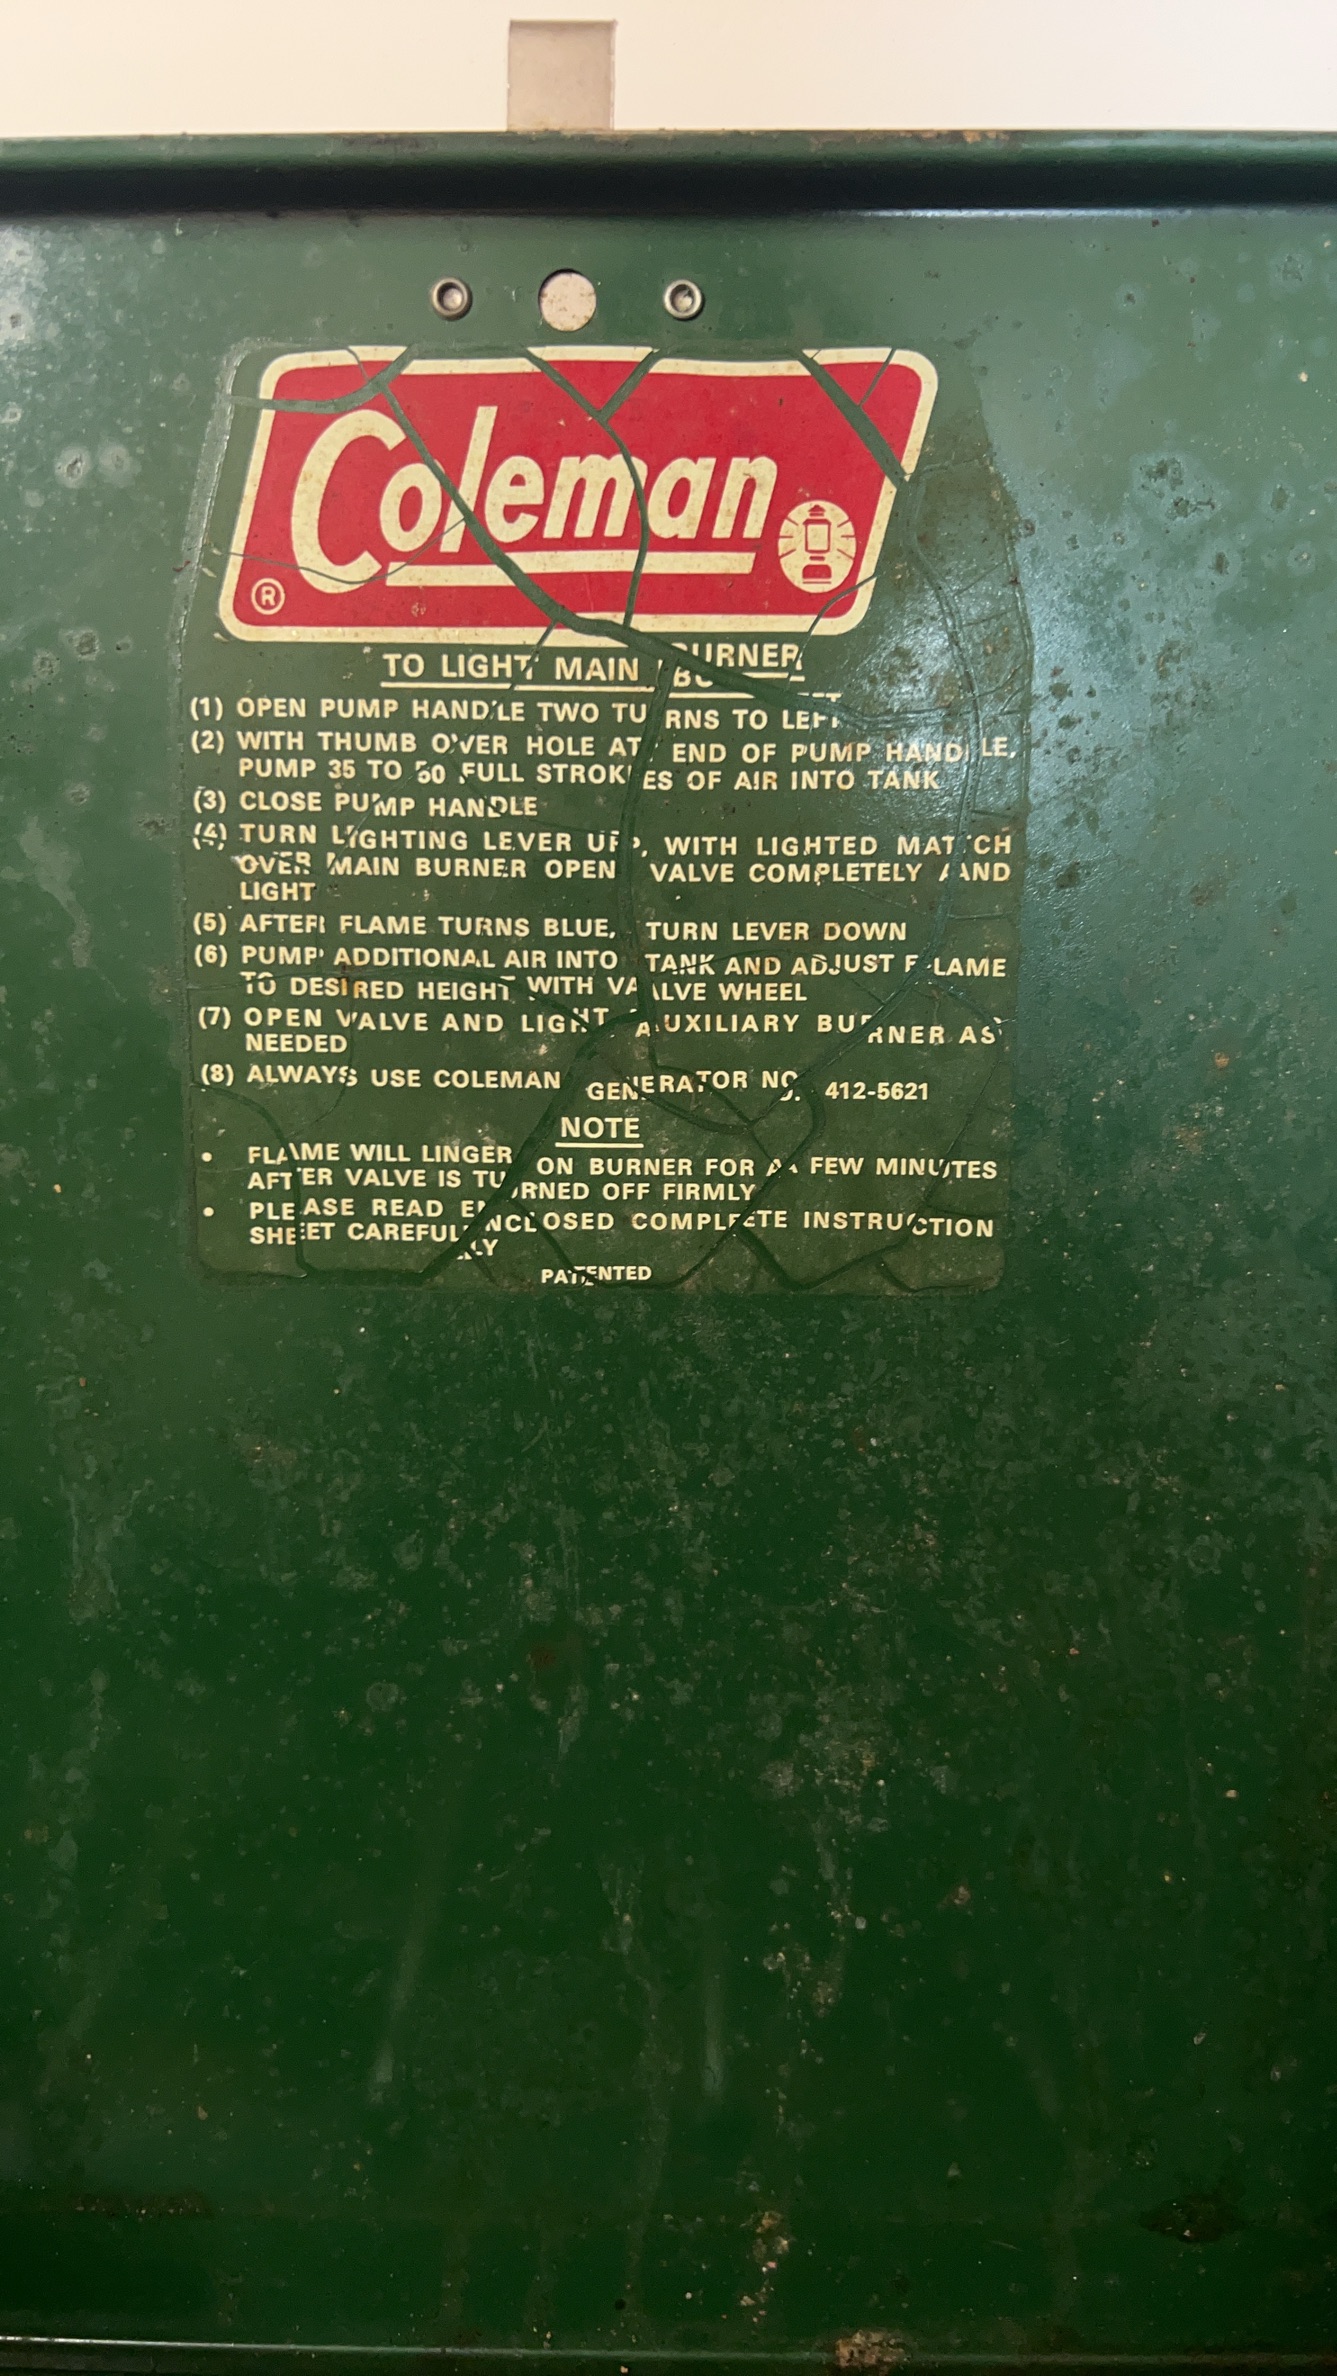 Coleman
®
TO LIGHT MAIN BURNER
(1) OPEN PUMP HANDLE TWO TURNS TO LEFT
(2) WITH THUMB OVER HOLE AT END OF PUMP HANDLE,
PUMP 35 TO 50 FULL STROKES OF AIR INTO TANK
(3) CLOSE PUMP HANDLE
(4) TURN LIGHTING LEVER UP, WITH LIGHTED MATCH
OVER MAIN BURNER OPEN VALVE COMPLETELY AND
LIGHT
(5) AFTER FLAME TURNS BLUE, TURN LEVER DOWN
(6) PUMP ADDITIONAL AIR INTO TANK AND ADJUST FLAME
TO DESIRED HEIGHT WITH VALVE WHEEL
(7) OPEN VALVE AND LIGHT AUXILIARY BURNER AS
NEEDED
(8) ALWAYS USE COLEMAN GENERATOR NO. 412-5621
NOTE
• FLAME WILL LINGER ON BURNER FOR A FEW MINUTES
AFTER VALVE IS TURNED OFF FIRMLY
• PLEASE READ ENCLOSED COMPLETE INSTRUCTION
SHEET CAREFULLY
PATENTED